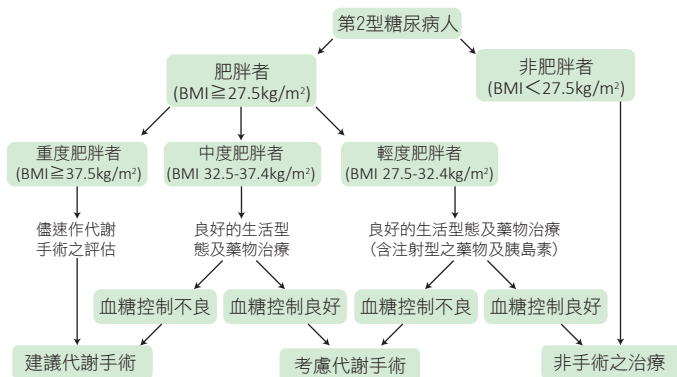 第2型糖尿病人
肥胖者
(BMI≧27.5kg/m²)
非肥胖者
(BMI＜27.5kg/m²)
重度肥胖者
(BMI≧37.5kg/m²)
中度肥胖者
(BMI 32.5-37.4kg/m²)
輕度肥胖者
(BMI 27.5-32.4kg/m²)
儘速作代謝
手術之評估
良好的生活型
態及藥物治療
良好的生活型態及藥物治療
（含注射型之藥物及胰島素）
血糖控制不良
血糖控制良好
血糖控制不良
血糖控制良好
建議代謝手術
考慮代謝手術
非手術之治療